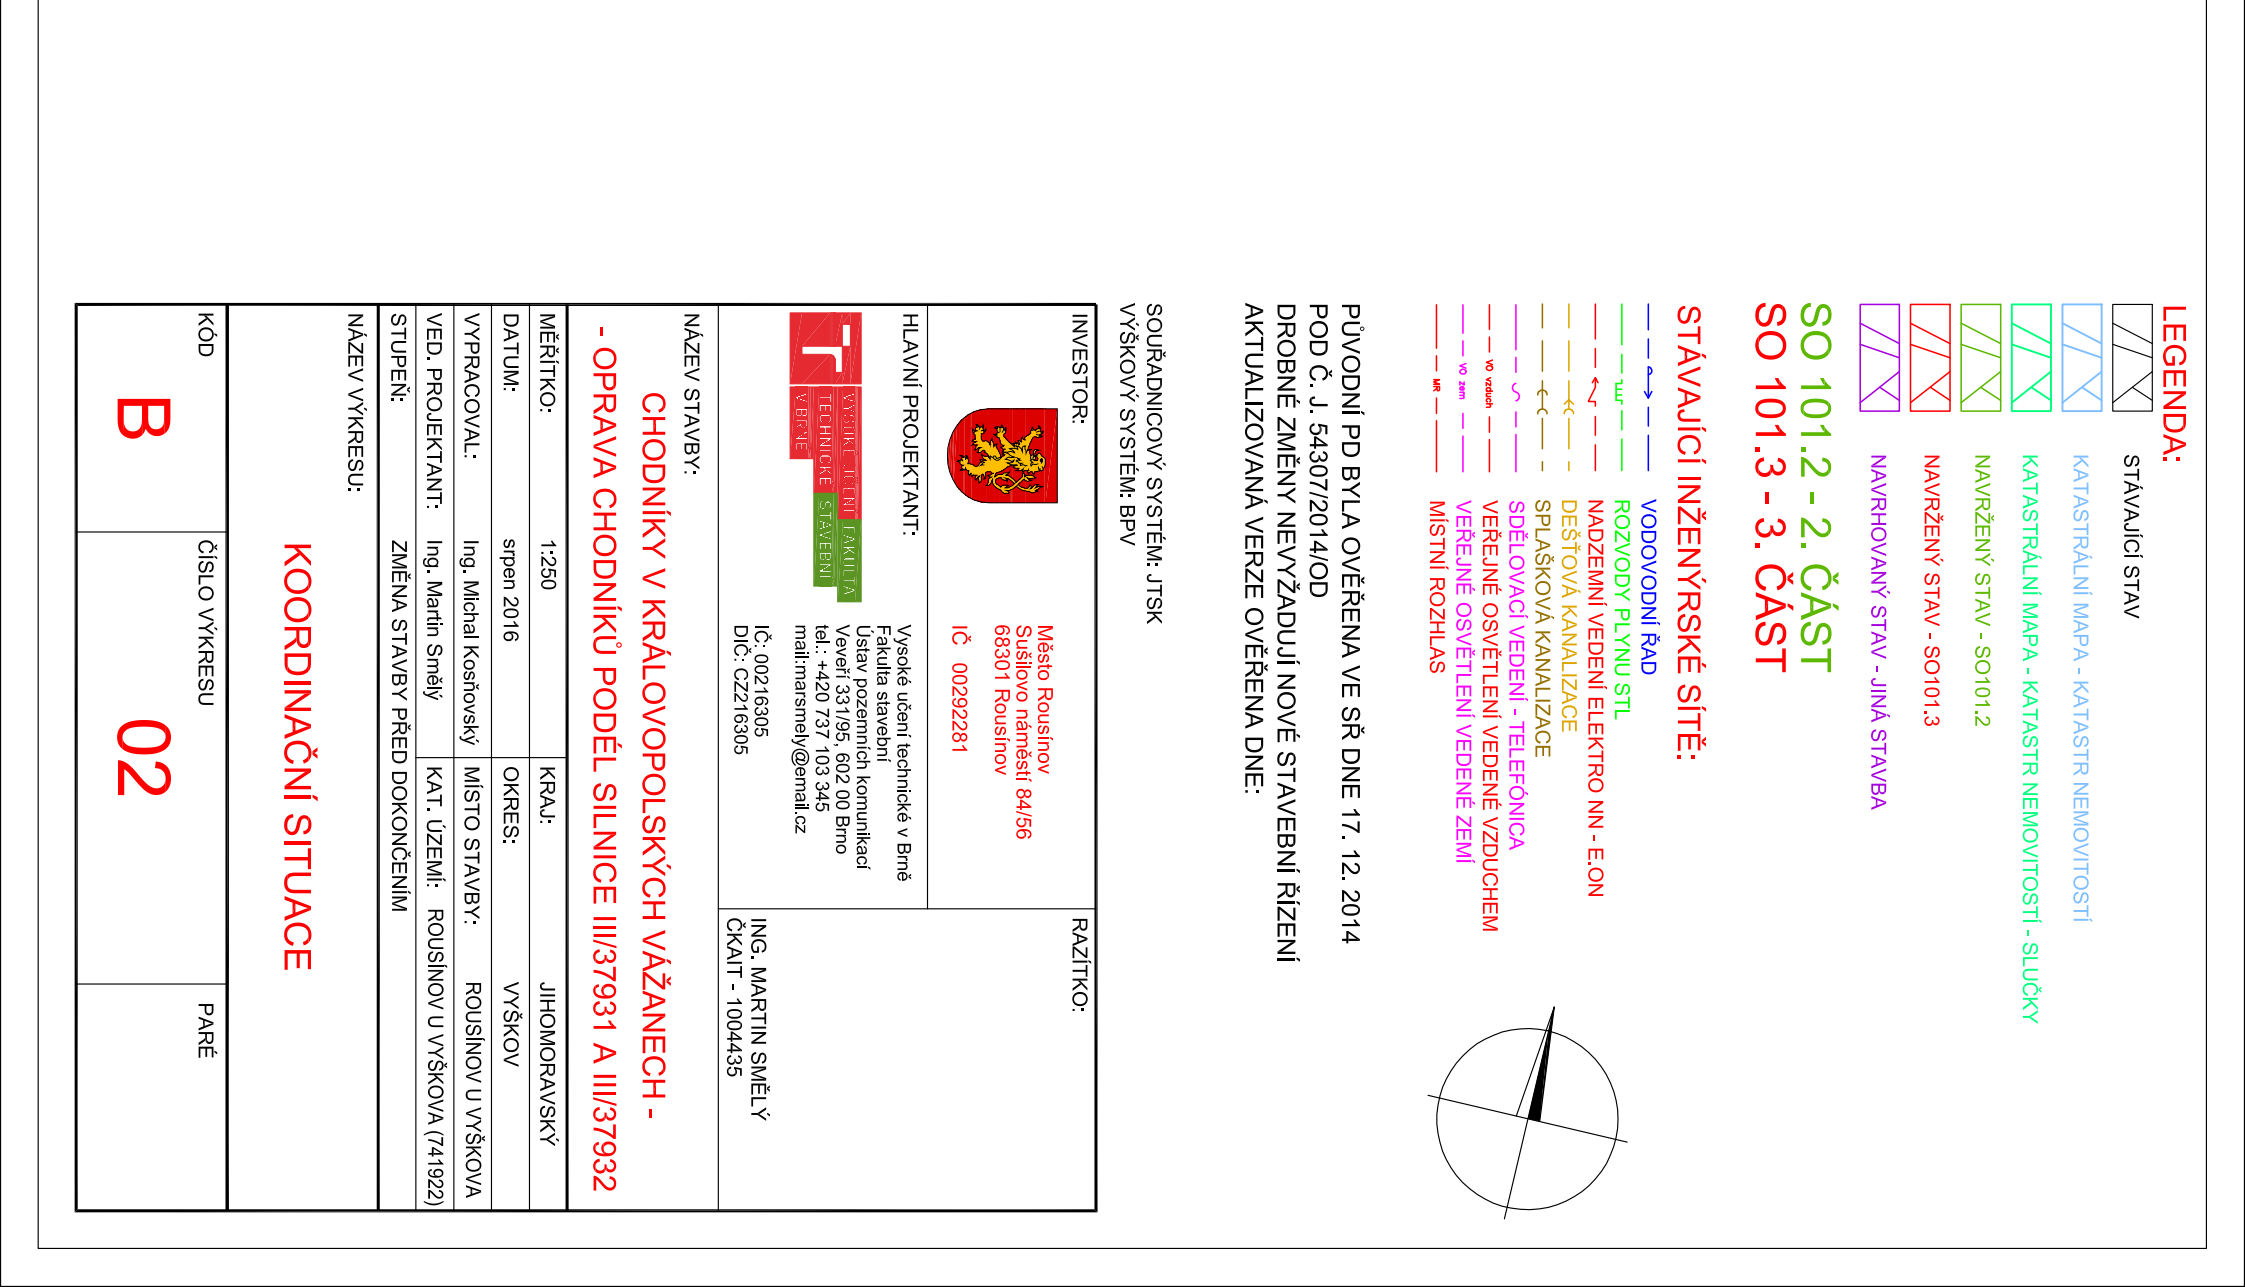 LEGENDA:
STÁVAJÍCÍ STAV
KATASTRÁLNÍ MAPA - KATASTR NEMOVITOSTÍ
KATASTRÁLNÍ MAPA - KATASTR NEMOVITOSTÍ - SLUČKY
NAVRŽENÝ STAV - SO101.2
NAVRŽENÝ STAV - SO101.3
NAVRHOVANÝ STAV - JINÁ STAVBA
SO 101.2 - 2. ČÁST
SO 101.3 - 3. ČÁST
STÁVAJÍCÍ INŽENÝRSKÉ SÍTĚ:
VODOVODNÍ ŘAD
ROZVODY PLYNU STL
NADZEMNÍ VEDENÍ ELEKTRO NN - E.ON
DEŠŤOVÁ KANALIZACE
SPLAŠKOVÁ KANALIZACE
SDĚLOVACÍ VEDENÍ - TELEFÓNICA
VO vzduch VEŘEJNÉ OSVĚTLENÍ VEDENÉ VZDUCHEM
VO zem VEŘEJNÉ OSVĚTLENÍ VEDENÉ ZEMÍ
MR MÍSTNÍ ROZHLAS
PŮVODNÍ PD BYLA OVĚŘENA VE SŘ DNE 17. 12. 2014
POD Č. J. 54307/2014/OD
DROBNÉ ZMĚNY NEVYŽADUJÍ NOVÉ STAVEBNÍ ŘÍZENÍ
AKTUALIZOVANÁ VERZE OVĚŘENA DNE:
SOUŘADNICOVÝ SYSTÉM: JTSK
VÝŠKOVÝ SYSTÉM: BPV
INVESTOR:
Město Rousínov
Sušilovo náměstí 84/56
68301 Rousínov
IČ 00292281
RAZÍTKO:
HLAVNÍ PROJEKTANT:
VYSOKÉ UČENÍ FAKULTA
TECHNICKÉ STAVEBNÍ
V BRNĚ
Vysoké učení technické v Brně
Fakulta stavební
Ústav pozemních komunikací
Veveří 331/95, 602 00 Brno
tel.: +420 737 103 345
mail:marsmely@email.cz
IČ: 00216305
DIČ: CZ216305
ING. MARTIN SMĚLÝ
ČKAIT - 1004435
NÁZEV STAVBY:
CHODNÍKY V KRÁLOVOPOLSKÝCH VÁŽANECH -
- OPRAVA CHODNÍKŮ PODÉL SILNICE III/37931 A III/37932
MĚŘÍTKO: 1:250 KRAJ: JIHOMORAVSKÝ
DATUM: srpen 2016 OKRES: VYŠKOV
VYPRACOVAL: Ing. Michal Kosňovský MÍSTO STAVBY: ROUSÍNOV U VYŠKOVA
VED. PROJEKTANT: Ing. Martin Smělý KAT. ÚZEMÍ: ROUSÍNOV U VYŠKOVA (741922)
STUPEŇ: ZMĚNA STAVBY PŘED DOKONČENÍM
NÁZEV VÝKRESU:
KOORDINAČNÍ SITUACE
KÓD ČÍSLO VÝKRESU PARÉ
B 02